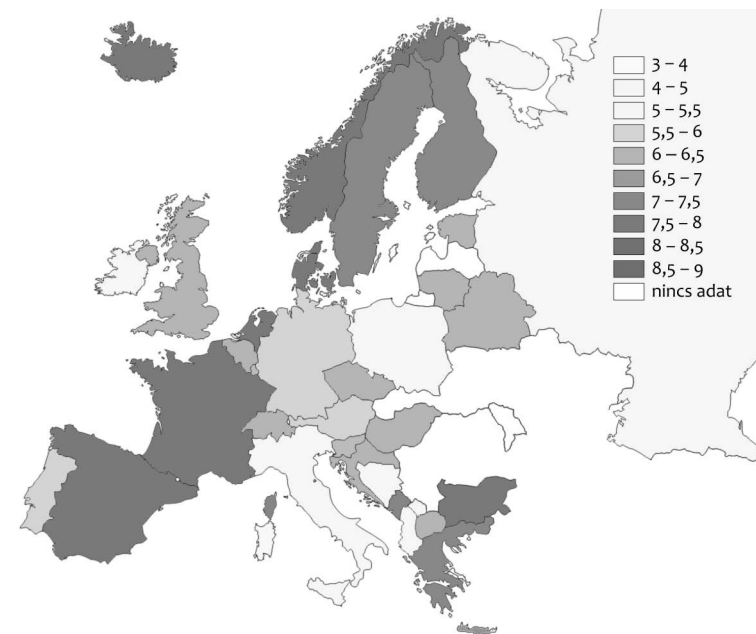 3 – 4
4 – 5
5 – 5,5
5,5 – 6
6 – 6,5
6,5 – 7
7 – 7,5
7,5 – 8
8 – 8,5
8,5 – 9
nincs adat